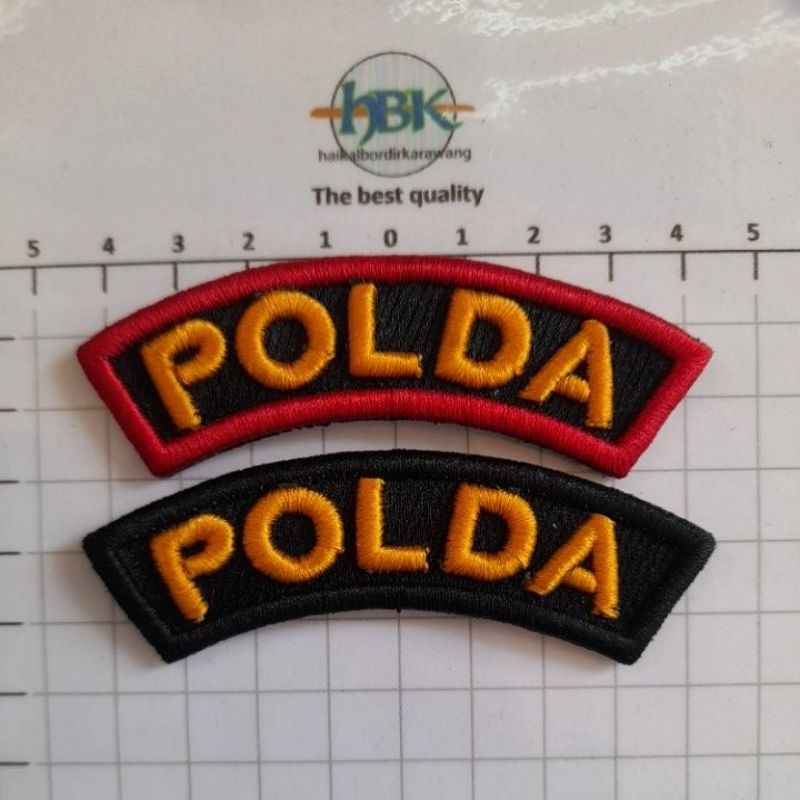 hBK
haikalbordirkarawang
The best quality
5 4 3 2 1 0 1 2 3 4 5
POLDA
POLDA